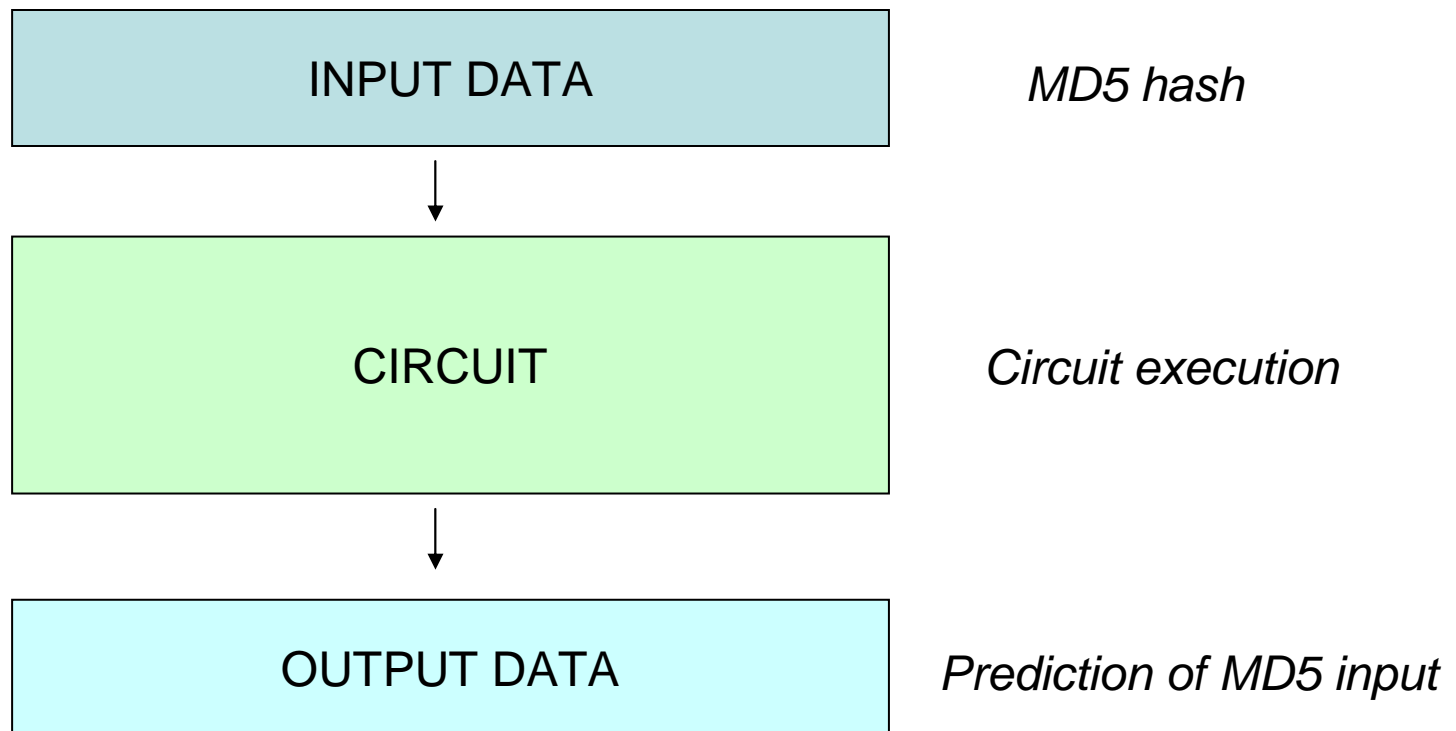 INPUT DATA
MD5 hash
CIRCUIT
Circuit execution
OUTPUT DATA
Prediction of MD5 input